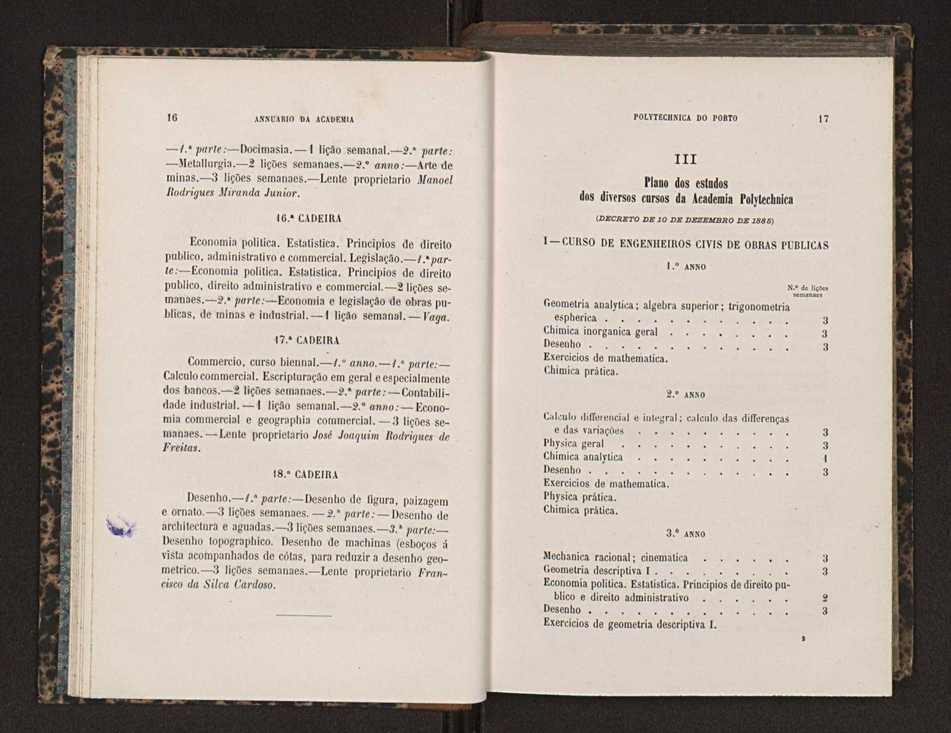 16 ANNUARIO DA ACADEMIA
—1.ª parte:—Docimasia.—1 lição semanal.—2.ª parte:
—Metallurgia.—2 lições semanaes.—2.º anno:—Arte de
minas.—3 lições semanaes.—Lente proprietario Manoel
Rodrigues Miranda Junior.
16.ª CADEIRA
Economia politica. Estatistica. Principios de direito
publico, administrativo e commercial. Legislação.—1.ª par-
te:—Economia politica. Estatistica. Principios de direito
publico, direito administrativo e commercial.—2 lições se-
manaes.—2.ª parte:—Economia e legislação de obras pu-
blicas, de minas e industrial.—1 lição semanal.—Vaga.
17.ª CADEIRA
Commercio, curso biennal.—1.º anno.—1.ª parte:—
Calculo commercial. Escripturação em geral e especialmente
dos bancos.—2 lições semanaes.—2.ª parte:—Contabili-
dade industrial.—1 lição semanal.—2.º anno:—Econo-
mia commercial e geographia commercial.—3 lições se-
manaes.—Lente proprietario José Joaquim Rodrigues de
Freitas.
18.ª CADEIRA
Desenho.—1.ª parte:—Desenho de figura, paizagem
e ornato.—3 lições semanaes.—2.ª parte:—Desenho de
architectura e aguadas.—3 lições semanaes.—3.ª parte:—
Desenho topographico. Desenho de machinas (esboços á
vista acompanhados de cótas, para reduzir a desenho geo-
metrico.—3 lições semanaes.—Lente proprietario Fran-
cisco da Silva Cardoso.
POLYTECHNICA DO PORTO 17
III
Plano dos estudos
dos diversos cursos da Academia Polytechnica
(DECRETO DE 10 DE DEZEMBRO DE 1885)
I—CURSO DE ENGENHEIROS CIVIS DE OBRAS PUBLICAS
1.º ANNO
N.º de lições
semanaes
Geometria analytica; algebra superior; trigonometria
espherica . . . . . . . . . . . . 3
Chimica inorganica geral . . . . . . . . 3
Desenho . . . . . . . . . . . . . 3
Exercicios de mathematica.
Chimica prática.
2.º ANNO
Calculo differencial e integral; calculo das differenças
e das variações . . . . . . . . . . 3
Physica geral . . . . . . . . . . . 3
Chimica analytica . . . . . . . . . . 1
Desenho . . . . . . . . . . . . . 3
Exercicios de mathematica.
Physica prática.
Chimica prática.
3.º ANNO
Mechanica racional; cinematica . . . . . . 3
Geometria descriptiva I . . . . . . . . . 3
Economia politica. Estatistica. Principios de direito pu-
blico e direito administrativo . . . . . . 2
Desenho . . . . . . . . . . . . . 3
Exercicios de geometria descriptiva I.